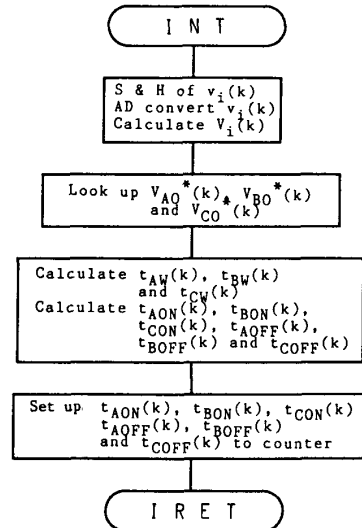 I N T
S & H of v_i(k)
AD convert v_i(k)
Calculate V_i(k)
Look up V_AO*(k), V_BO*(k)
and V_CO*(k)
Calculate t_AW(k), t_BW(k)
and t_CW(k)
Calculate t_AON(k), t_BON(k),
t_CON(k), t_AOFF(k),
t_BOFF(k) and t_COFF(k)
Set up t_AON(k), t_BON(k), t_CON(k)
t_AOFF(k), t_BOFF(k)
and t_COFF(k) to counter
I R E T